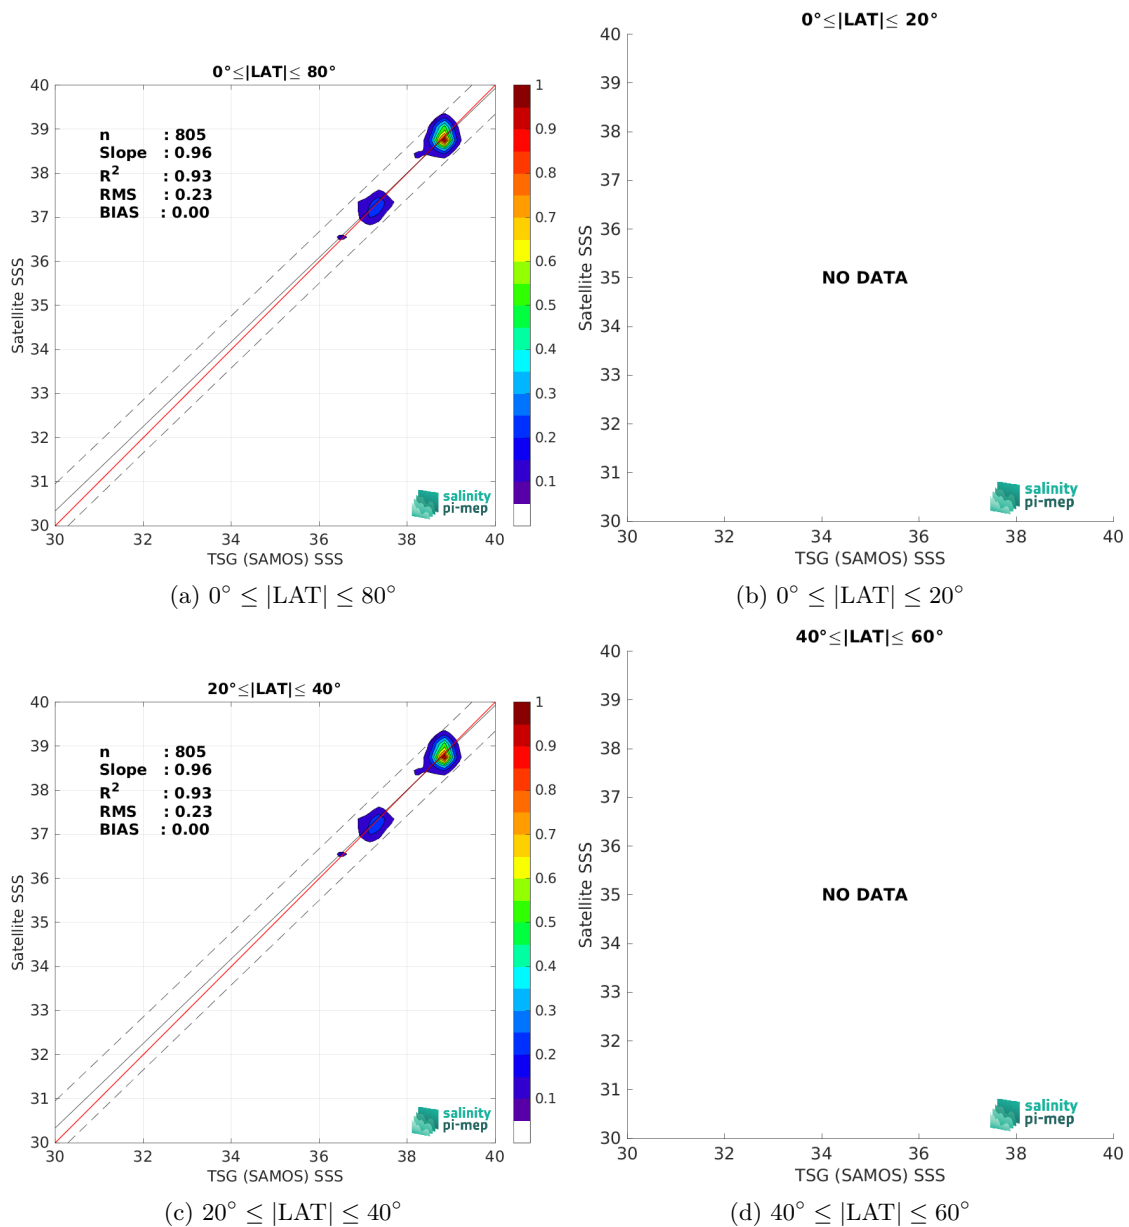 0°≤|LAT|≤ 80°
40
39
38
37
36
35
34
33
32
31
30
Satellite SSS
n : 805
Slope : 0.96
R² : 0.93
RMS : 0.23
BIAS : 0.00
1
0.9
0.8
0.7
0.6
0.5
0.4
0.3
0.2
0.1
salinity
pi-mep
30 32 34 36 38 40
TSG (SAMOS) SSS
(a) 0° ≤ |LAT| ≤ 80°
0°≤|LAT|≤ 20°
40
39
38
37
36
35
34
33
32
31
30
Satellite SSS
NO DATA
salinity
pi-mep
30 32 34 36 38 40
TSG (SAMOS) SSS
(b) 0° ≤ |LAT| ≤ 20°
20°≤|LAT|≤ 40°
40
39
38
37
36
35
34
33
32
31
30
Satellite SSS
n : 805
Slope : 0.96
R² : 0.93
RMS : 0.23
BIAS : 0.00
1
0.9
0.8
0.7
0.6
0.5
0.4
0.3
0.2
0.1
salinity
pi-mep
30 32 34 36 38 40
TSG (SAMOS) SSS
(c) 20° ≤ |LAT| ≤ 40°
40°≤|LAT|≤ 60°
40
39
38
37
36
35
34
33
32
31
30
Satellite SSS
NO DATA
salinity
pi-mep
30 32 34 36 38 40
TSG (SAMOS) SSS
(d) 40° ≤ |LAT| ≤ 60°